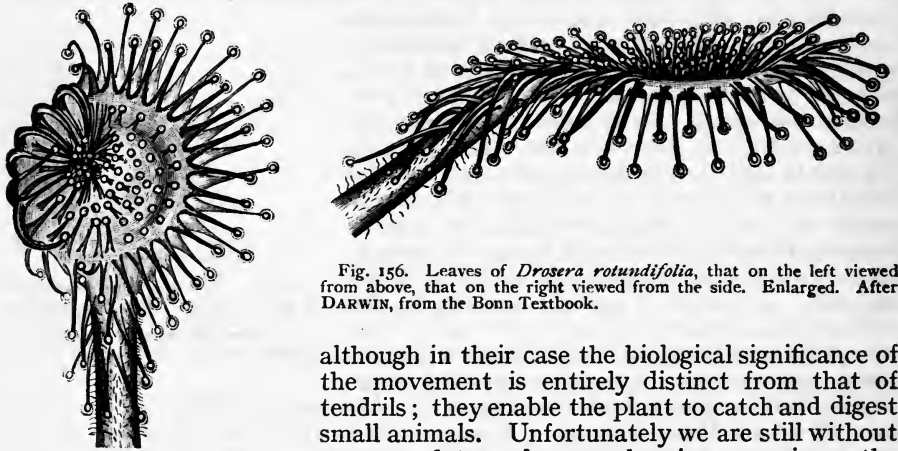 Fig. 156. Leaves of Drosera rotundifolia, that on the left viewed
from above, that on the right viewed from the side. Enlarged. After
DARWIN, from the Bonn Textbook.
although in their case the biological significance of
the movement is entirely distinct from that of
tendrils; they enable the plant to catch and digest
small animals. Unfortunately we are still without